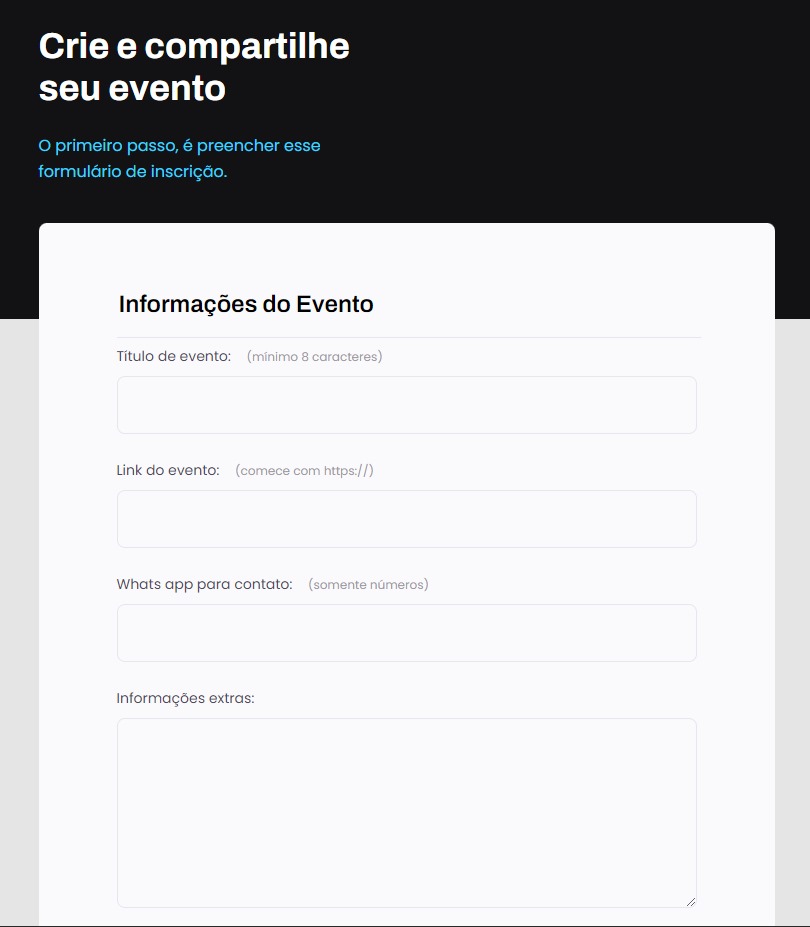 Crie e compartilhe
seu evento
O primeiro passo, é preencher esse
formulário de inscrição.
Informações do Evento
Título de evento: (mínimo 8 caracteres)
Link do evento: (comece com https://)
Whats app para contato: (somente números)
Informações extras: